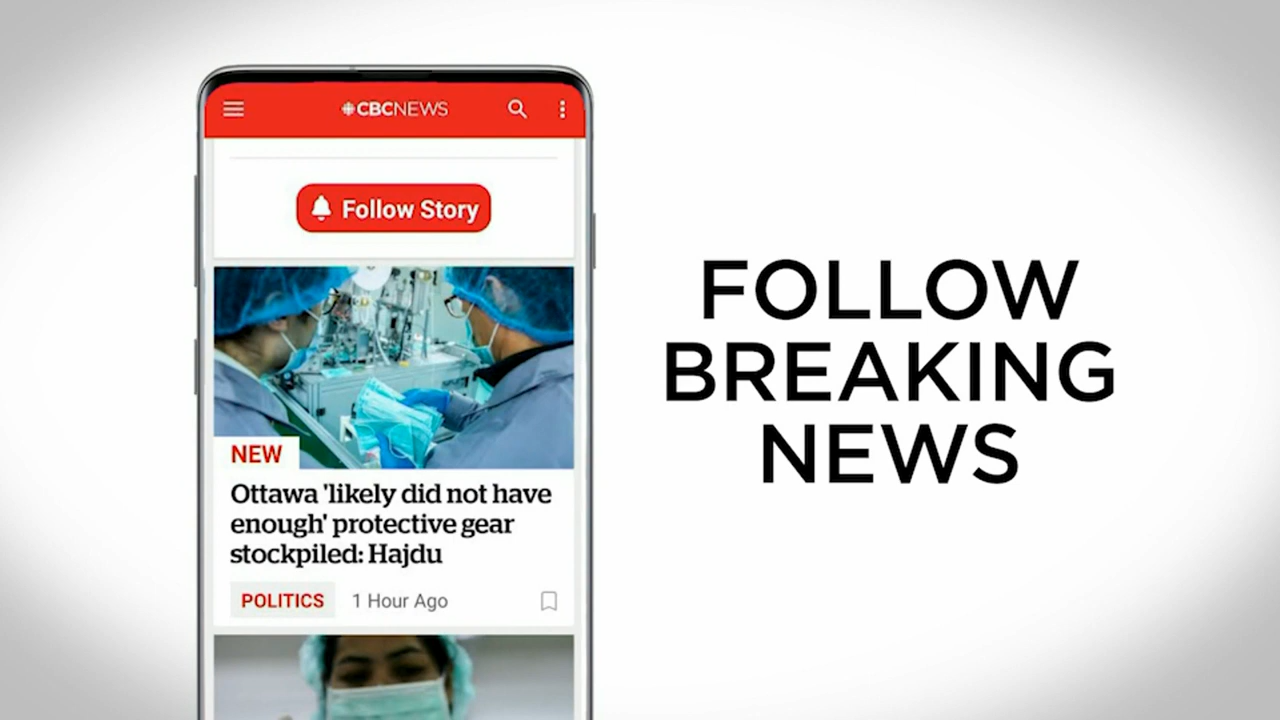 CBCNEWS
Follow Story
NEW
Ottawa 'likely did not have
enough' protective gear
stockpiled: Hajdu
POLITICS 1 Hour Ago
FOLLOW
BREAKING
NEWS